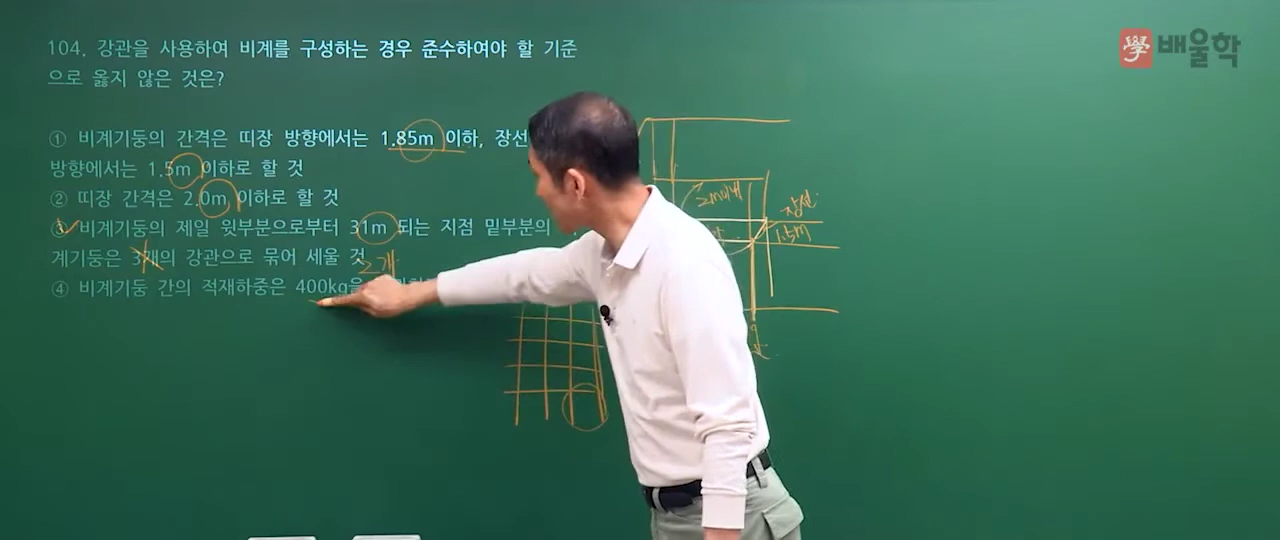 104. 강관을 사용하여 비계를 구성하는 경우 준수하여야 할 기준
으로 옳지 않은 것은?
① 비계기둥의 간격은 띠장 방향에서는 1.85m 이하, 장선
방향에서는 1.5m 이하로 할 것
② 띠장 간격은 2.0m 이하로 할 것
③ 비계기둥의 제일 윗부분으로부터 31m 되는 지점 밑부분의
계기둥은 3개의 강관으로 묶어 세울 것
2개
④ 비계기둥 간의 적재하중은 400kg을
2m이내
장선
1.5m
學 배울학